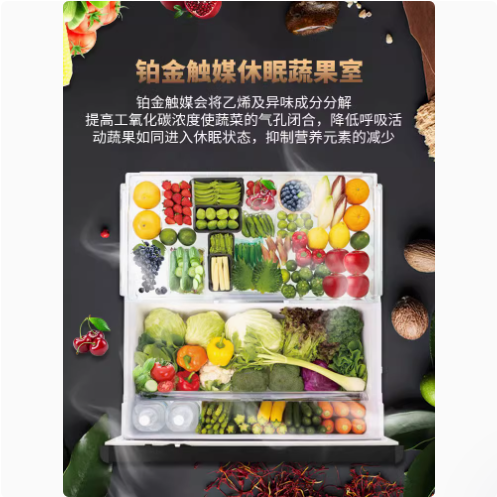 铂金触媒休眠蔬果室
铂金触媒会将乙烯及异味成分分解
提高工氧化碳浓度使蔬菜的气孔闭合，降低呼吸活
动蔬果如同进入休眠状态，抑制营养元素的减少